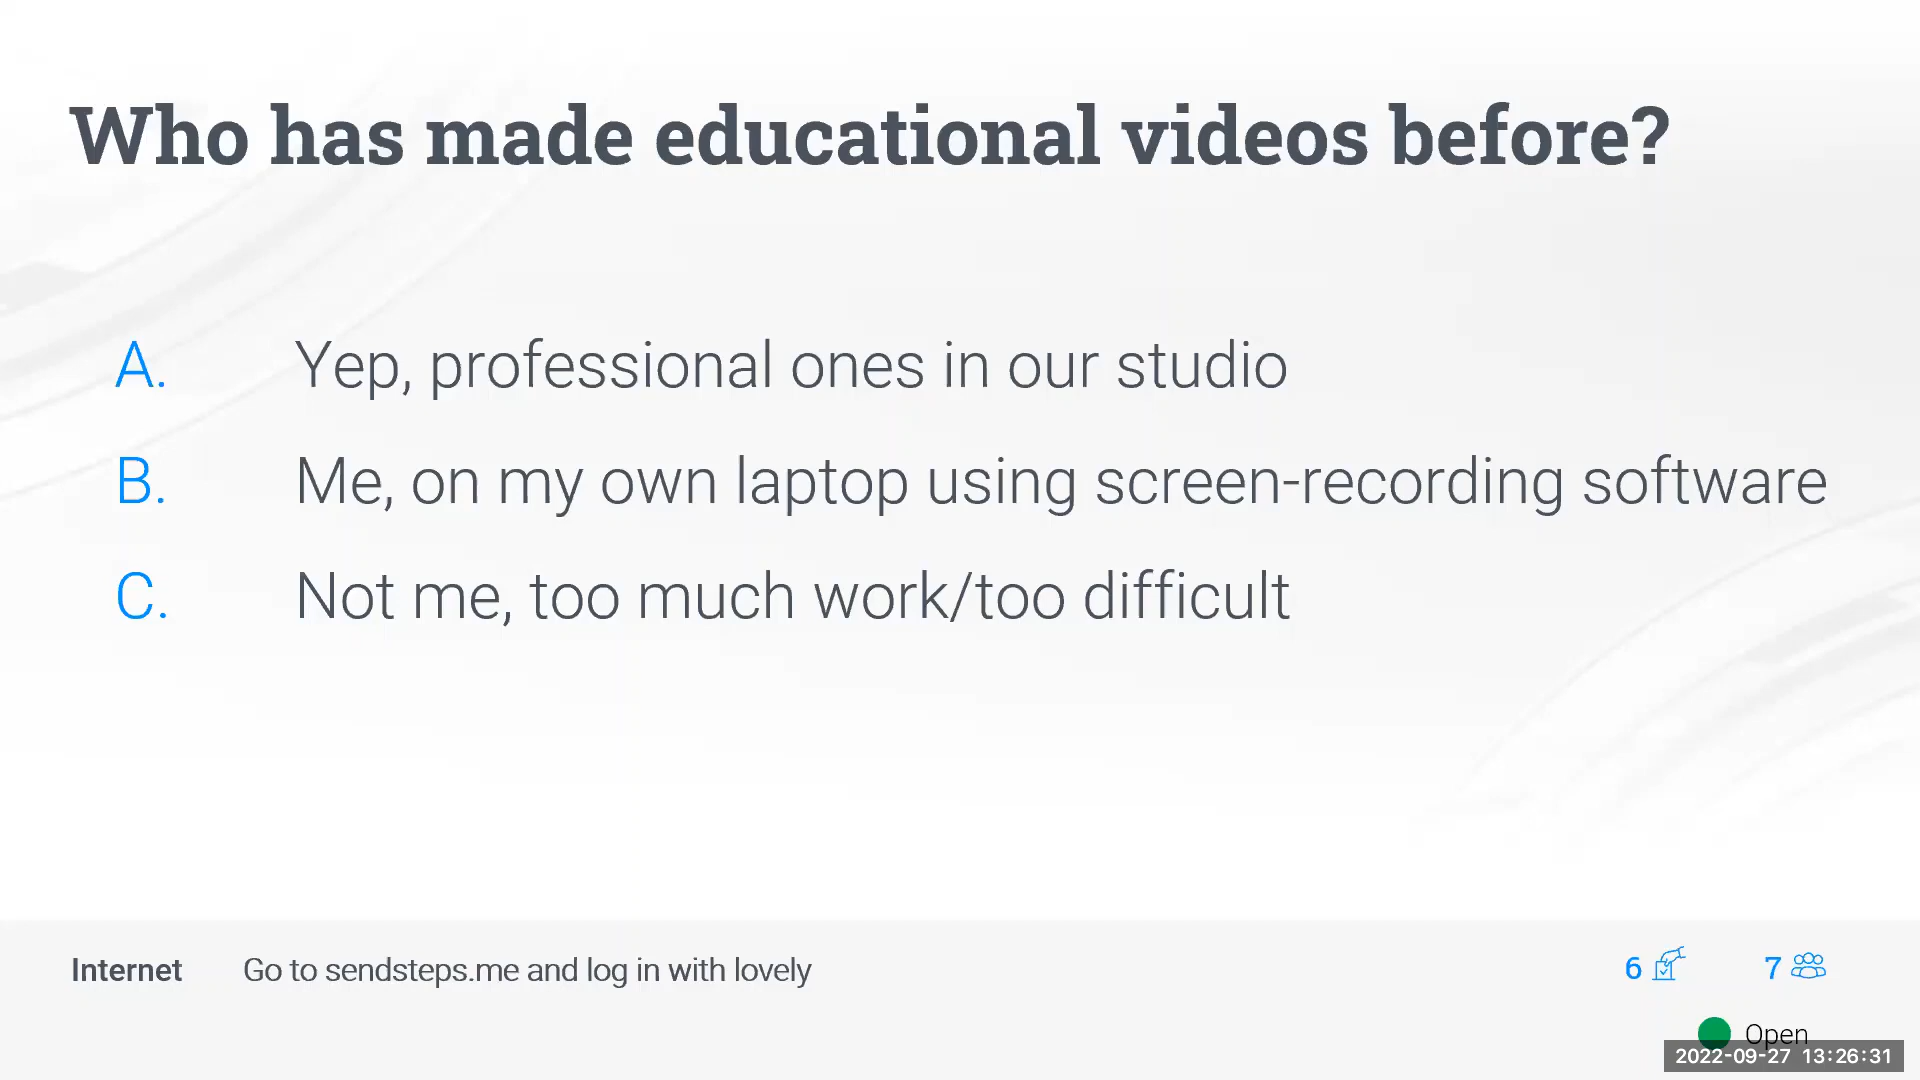 Who has made educational videos before?
A. Yep, professional ones in our studio
B. Me, on my own laptop using screen-recording software
C. Not me, too much work/too difficult
Internet Go to sendsteps.me and log in with lovely 6 7
Open
2022-09-27 13:26:31